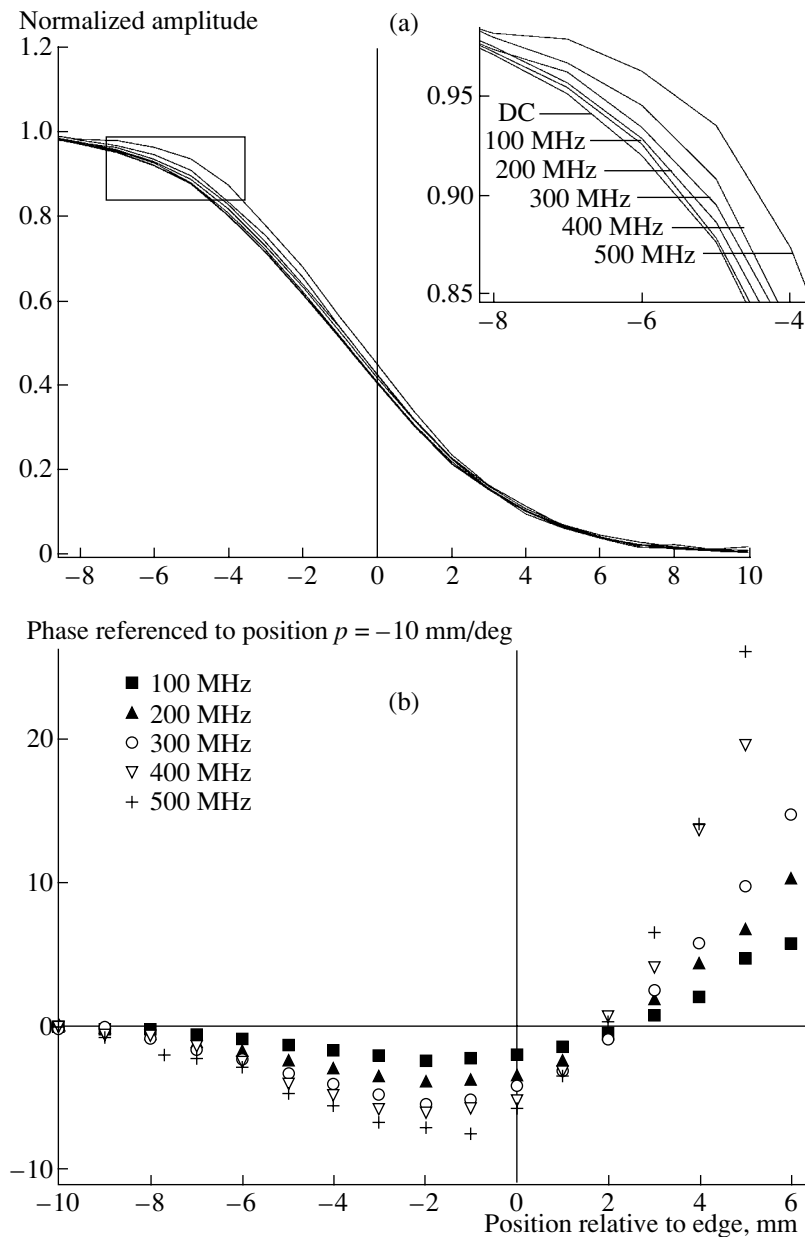 Normalized amplitude
(a)
1.2
1.0
0.8
0.6
0.4
0.2
0
−8 −6 −4 −2 0 2 4 6 8 10
0.95
0.90
0.85
DC
100 MHz
200 MHz
300 MHz
400 MHz
500 MHz
−8 −6 −4
Phase referenced to position p = −10 mm/deg
(b)
100 MHz
200 MHz
300 MHz
400 MHz
500 MHz
20
10
0
−10
−10 −8 −6 −4 −2 0 2 4 6
Position relative to edge, mm